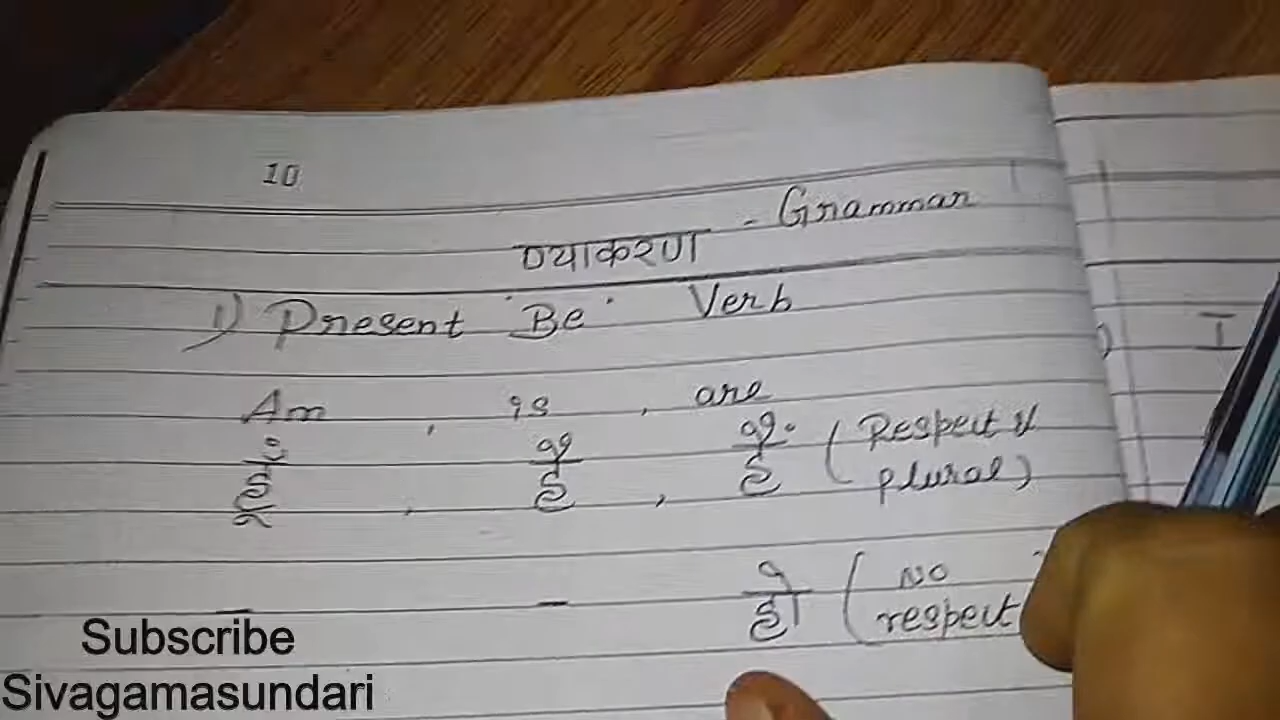 10
व्याकरण - Grammar
1) Present "Be" Verb
Am , is , are
हूँ , है , हैं (Respect &
plural)
हो (No
respect
I
Subscribe
Sivagamasundari